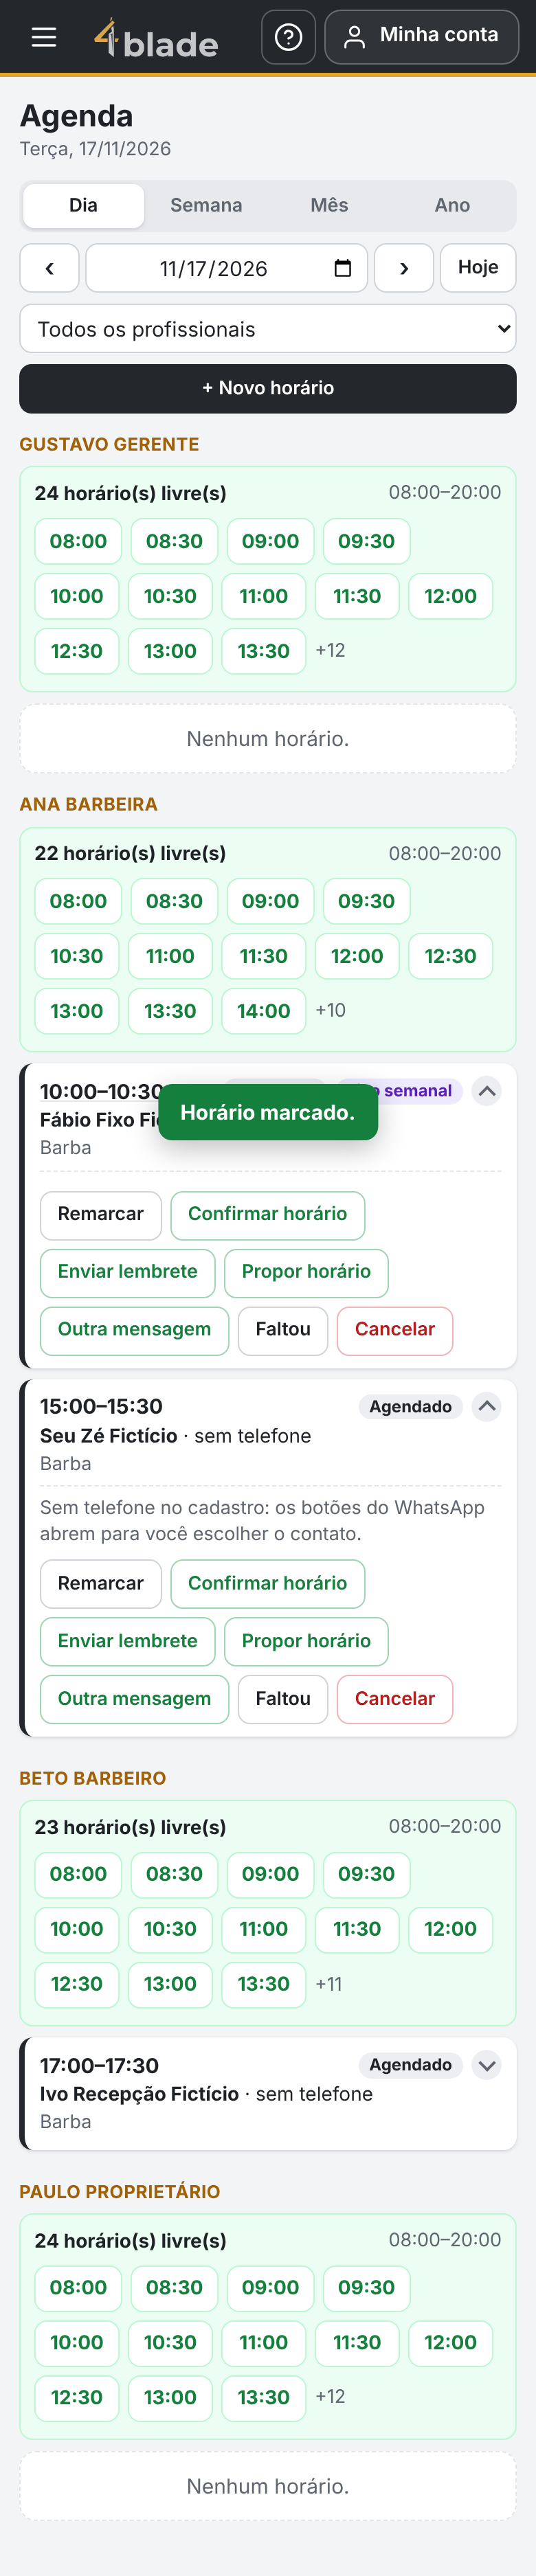 4blade
Minha conta
Agenda
Terça, 17/11/2026
Dia Semana Mês Ano
‹ 11/17/2026 › Hoje
Todos os profissionais
+ Novo horário
GUSTAVO GERENTE
24 horário(s) livre(s) 08:00–20:00
08:00 08:30 09:00 09:30
10:00 10:30 11:00 11:30 12:00
12:30 13:00 13:30 +12
Nenhum horário.
ANA BARBEIRA
22 horário(s) livre(s) 08:00–20:00
08:00 08:30 09:00 09:30
10:30 11:00 11:30 12:00 12:30
13:00 13:30 14:00 +10
10:00–10:30 semanal
Horário marcado.
Fábio Fixo
Barba
Remarcar Confirmar horário
Enviar lembrete Propor horário
Outra mensagem Faltou Cancelar
15:00–15:30 Agendado
Seu Zé Fictício · sem telefone
Barba
Sem telefone no cadastro: os botões do WhatsApp
abrem para você escolher o contato.
Remarcar Confirmar horário
Enviar lembrete Propor horário
Outra mensagem Faltou Cancelar
BETO BARBEIRO
23 horário(s) livre(s) 08:00–20:00
08:00 08:30 09:00 09:30
10:00 10:30 11:00 11:30 12:00
12:30 13:00 13:30 +11
17:00–17:30 Agendado
Ivo Recepção Fictício · sem telefone
Barba
PAULO PROPRIETÁRIO
24 horário(s) livre(s) 08:00–20:00
08:00 08:30 09:00 09:30
10:00 10:30 11:00 11:30 12:00
12:30 13:00 13:30 +12
Nenhum horário.